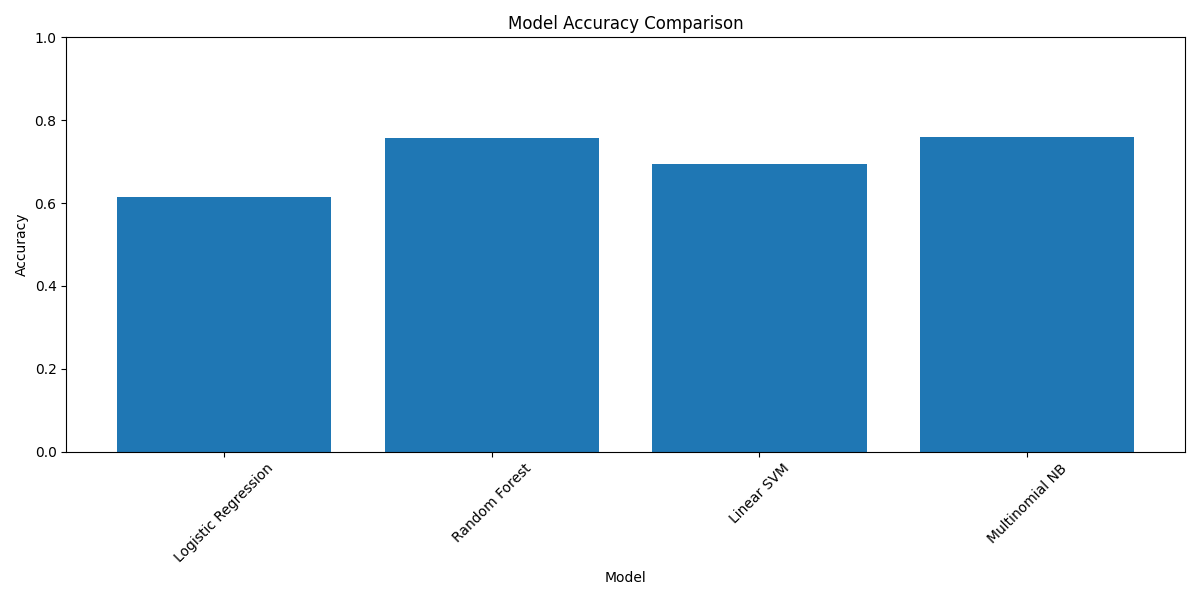 Model Accuracy Comparison
1.0
0.8
0.6
0.4
0.2
0.0
Accuracy
Logistic Regression
Random Forest
Linear SVM
Multinomial NB
Model